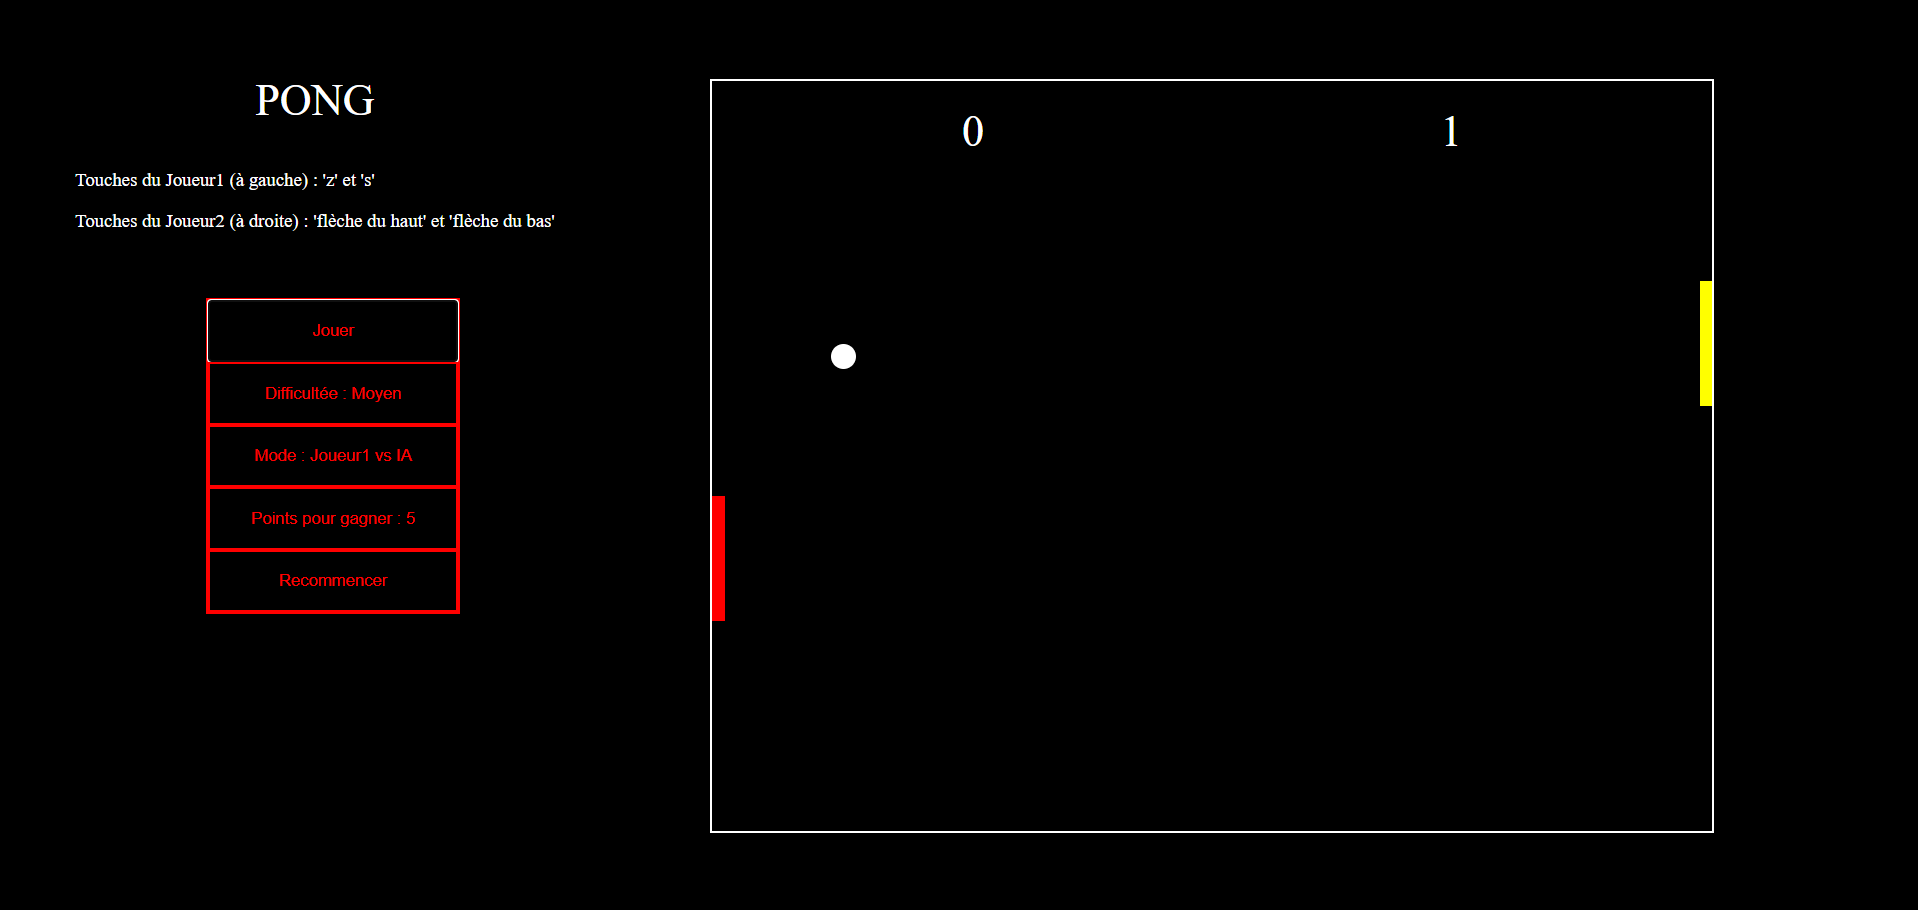 PONG
Touches du Joueur1 (à gauche) : 'z' et 's'
Touches du Joueur2 (à droite) : 'flèche du haut' et 'flèche du bas'
Jouer
Difficultée : Moyen
Mode : Joueur1 vs IA
Points pour gagner : 5
Recommencer
0 1